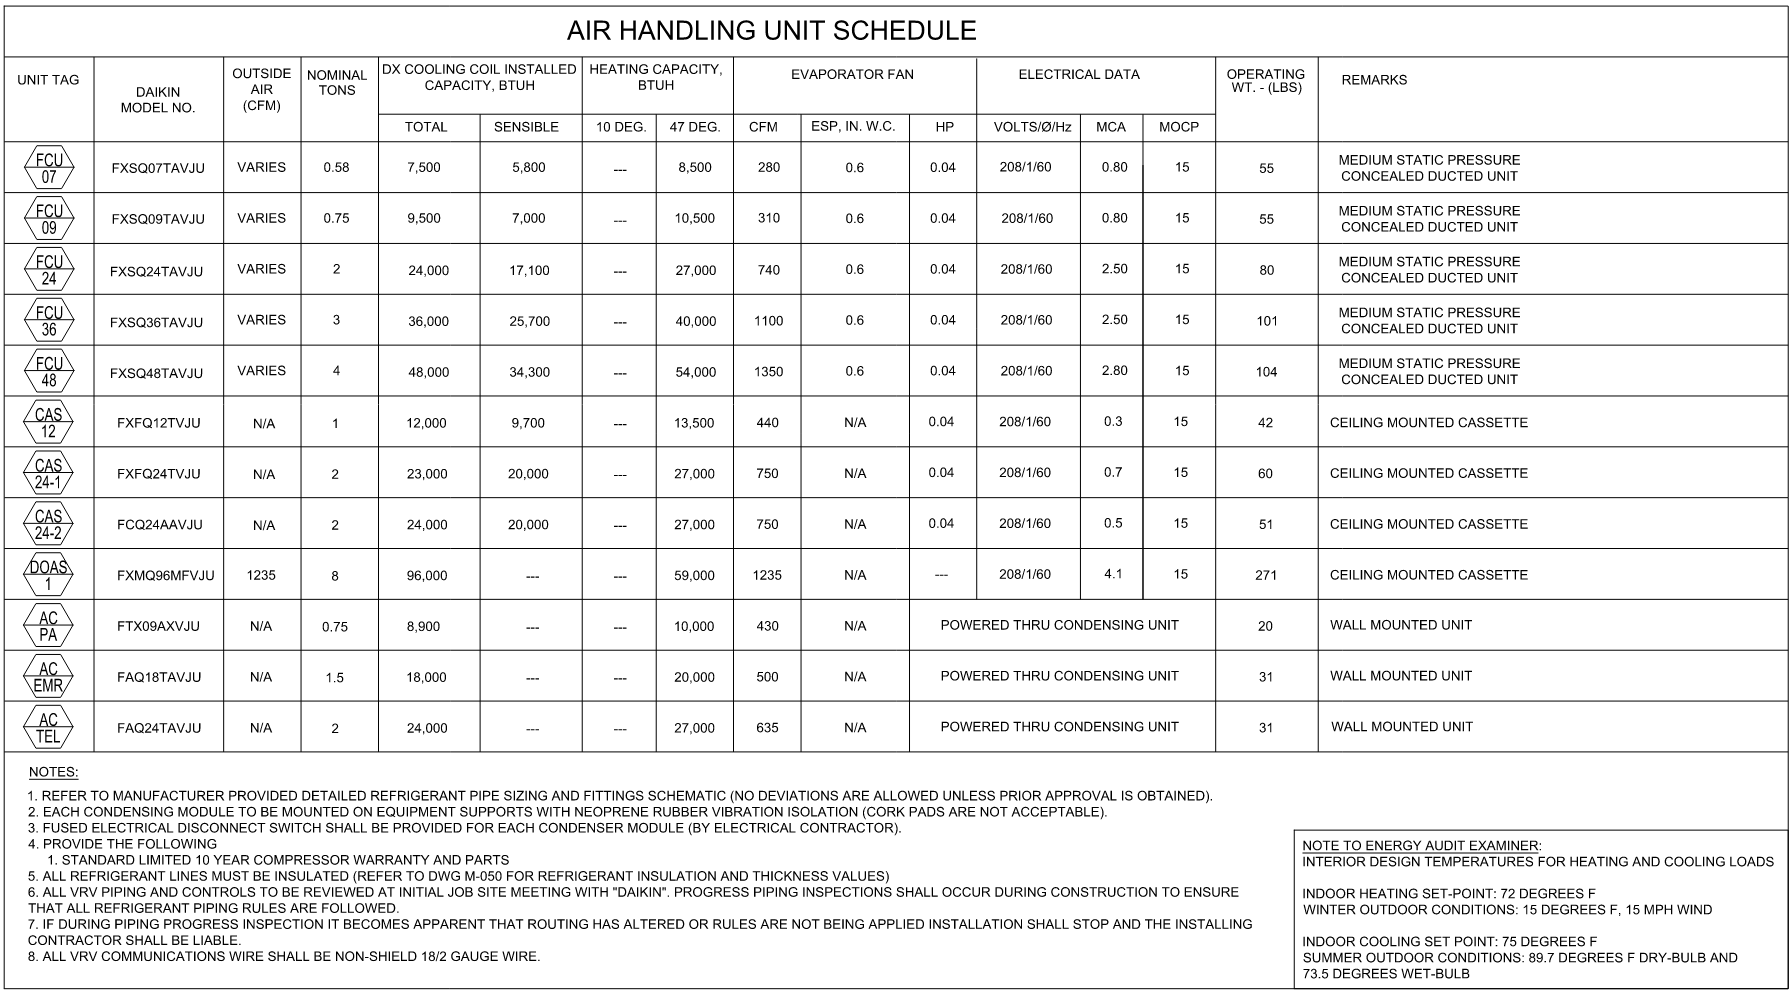 AIR HANDLING UNIT SCHEDULE
UNIT TAG
DAIKIN
MODEL NO.
OUTSIDE
AIR
(CFM)
NOMINAL
TONS
DX COOLING COIL INSTALLED
CAPACITY, BTUH
HEATING CAPACITY,
BTUH
EVAPORATOR FAN
ELECTRICAL DATA
OPERATING
WT. - (LBS)
REMARKS
TOTAL SENSIBLE 10 DEG. 47 DEG. CFM ESP, IN. W.C. HP VOLTS/Ø/Hz MCA MOCP
FCU
07
FXSQ07TAVJU VARIES 0.58 7,500 5,800 --- 8,500 280 0.6 0.04 208/1/60 0.80 15 55
MEDIUM STATIC PRESSURE
CONCEALED DUCTED UNIT
FCU
09
FXSQ09TAVJU VARIES 0.75 9,500 7,000 --- 10,500 310 0.6 0.04 208/1/60 0.80 15 55
MEDIUM STATIC PRESSURE
CONCEALED DUCTED UNIT
FCU
24
FXSQ24TAVJU VARIES 2 24,000 17,100 --- 27,000 740 0.6 0.04 208/1/60 2.50 15 80
MEDIUM STATIC PRESSURE
CONCEALED DUCTED UNIT
FCU
36
FXSQ36TAVJU VARIES 3 36,000 25,700 --- 40,000 1100 0.6 0.04 208/1/60 2.50 15 101
MEDIUM STATIC PRESSURE
CONCEALED DUCTED UNIT
FCU
48
FXSQ48TAVJU VARIES 4 48,000 34,300 --- 54,000 1350 0.6 0.04 208/1/60 2.80 15 104
MEDIUM STATIC PRESSURE
CONCEALED DUCTED UNIT
CAS
12
FXFQ12TVJU N/A 1 12,000 9,700 --- 13,500 440 N/A 0.04 208/1/60 0.3 15 42 CEILING MOUNTED CASSETTE
CAS
24-1
FXFQ24TVJU N/A 2 23,000 20,000 --- 27,000 750 N/A 0.04 208/1/60 0.7 15 60 CEILING MOUNTED CASSETTE
CAS
24-2
FCQ24AAVJU N/A 2 24,000 20,000 --- 27,000 750 N/A 0.04 208/1/60 0.5 15 51 CEILING MOUNTED CASSETTE
DOAS
1
FXMQ96MFVJU 1235 8 96,000 --- --- 59,000 1235 N/A --- 208/1/60 4.1 15 271 CEILING MOUNTED CASSETTE
AC
PA
FTX09AXVJU N/A 0.75 8,900 --- --- 10,000 430 N/A POWERED THRU CONDENSING UNIT 20 WALL MOUNTED UNIT
AC
EMR
FAQ18TAVJU N/A 1.5 18,000 --- --- 20,000 500 N/A POWERED THRU CONDENSING UNIT 31 WALL MOUNTED UNIT
AC
TEL
FAQ24TAVJU N/A 2 24,000 --- --- 27,000 635 N/A POWERED THRU CONDENSING UNIT 31 WALL MOUNTED UNIT
NOTES:
1. REFER TO MANUFACTURER PROVIDED DETAILED REFRIGERANT PIPE SIZING AND FITTINGS SCHEMATIC (NO DEVIATIONS ARE ALLOWED UNLESS PRIOR APPROVAL IS OBTAINED).
2. EACH CONDENSING MODULE TO BE MOUNTED ON EQUIPMENT SUPPORTS WITH NEOPRENE RUBBER VIBRATION ISOLATION (CORK PADS ARE NOT ACCEPTABLE).
3. FUSED ELECTRICAL DISCONNECT SWITCH SHALL BE PROVIDED FOR EACH CONDENSER MODULE (BY ELECTRICAL CONTRACTOR).
4. PROVIDE THE FOLLOWING
1. STANDARD LIMITED 10 YEAR COMPRESSOR WARRANTY AND PARTS
5. ALL REFRIGERANT LINES MUST BE INSULATED (REFER TO DWG M-050 FOR REFRIGERANT INSULATION AND THICKNESS VALUES)
6. ALL VRV PIPING AND CONTROLS TO BE REVIEWED AT INITIAL JOB SITE MEETING WITH "DAIKIN". PROGRESS PIPING INSPECTIONS SHALL OCCUR DURING CONSTRUCTION TO ENSURE
THAT ALL REFRIGERANT PIPING RULES ARE FOLLOWED.
7. IF DURING PIPING PROGRESS INSPECTION IT BECOMES APPARENT THAT ROUTING HAS ALTERED OR RULES ARE NOT BEING APPLIED INSTALLATION SHALL STOP AND THE INSTALLING
CONTRACTOR SHALL BE LIABLE.
8. ALL VRV COMMUNICATIONS WIRE SHALL BE NON-SHIELD 18/2 GAUGE WIRE.
NOTE TO ENERGY AUDIT EXAMINER:
INTERIOR DESIGN TEMPERATURES FOR HEATING AND COOLING LOADS
INDOOR HEATING SET-POINT: 72 DEGREES F
WINTER OUTDOOR CONDITIONS: 15 DEGREES F, 15 MPH WIND
INDOOR COOLING SET POINT: 75 DEGREES F
SUMMER OUTDOOR CONDITIONS: 89.7 DEGREES F DRY-BULB AND
73.5 DEGREES WET-BULB